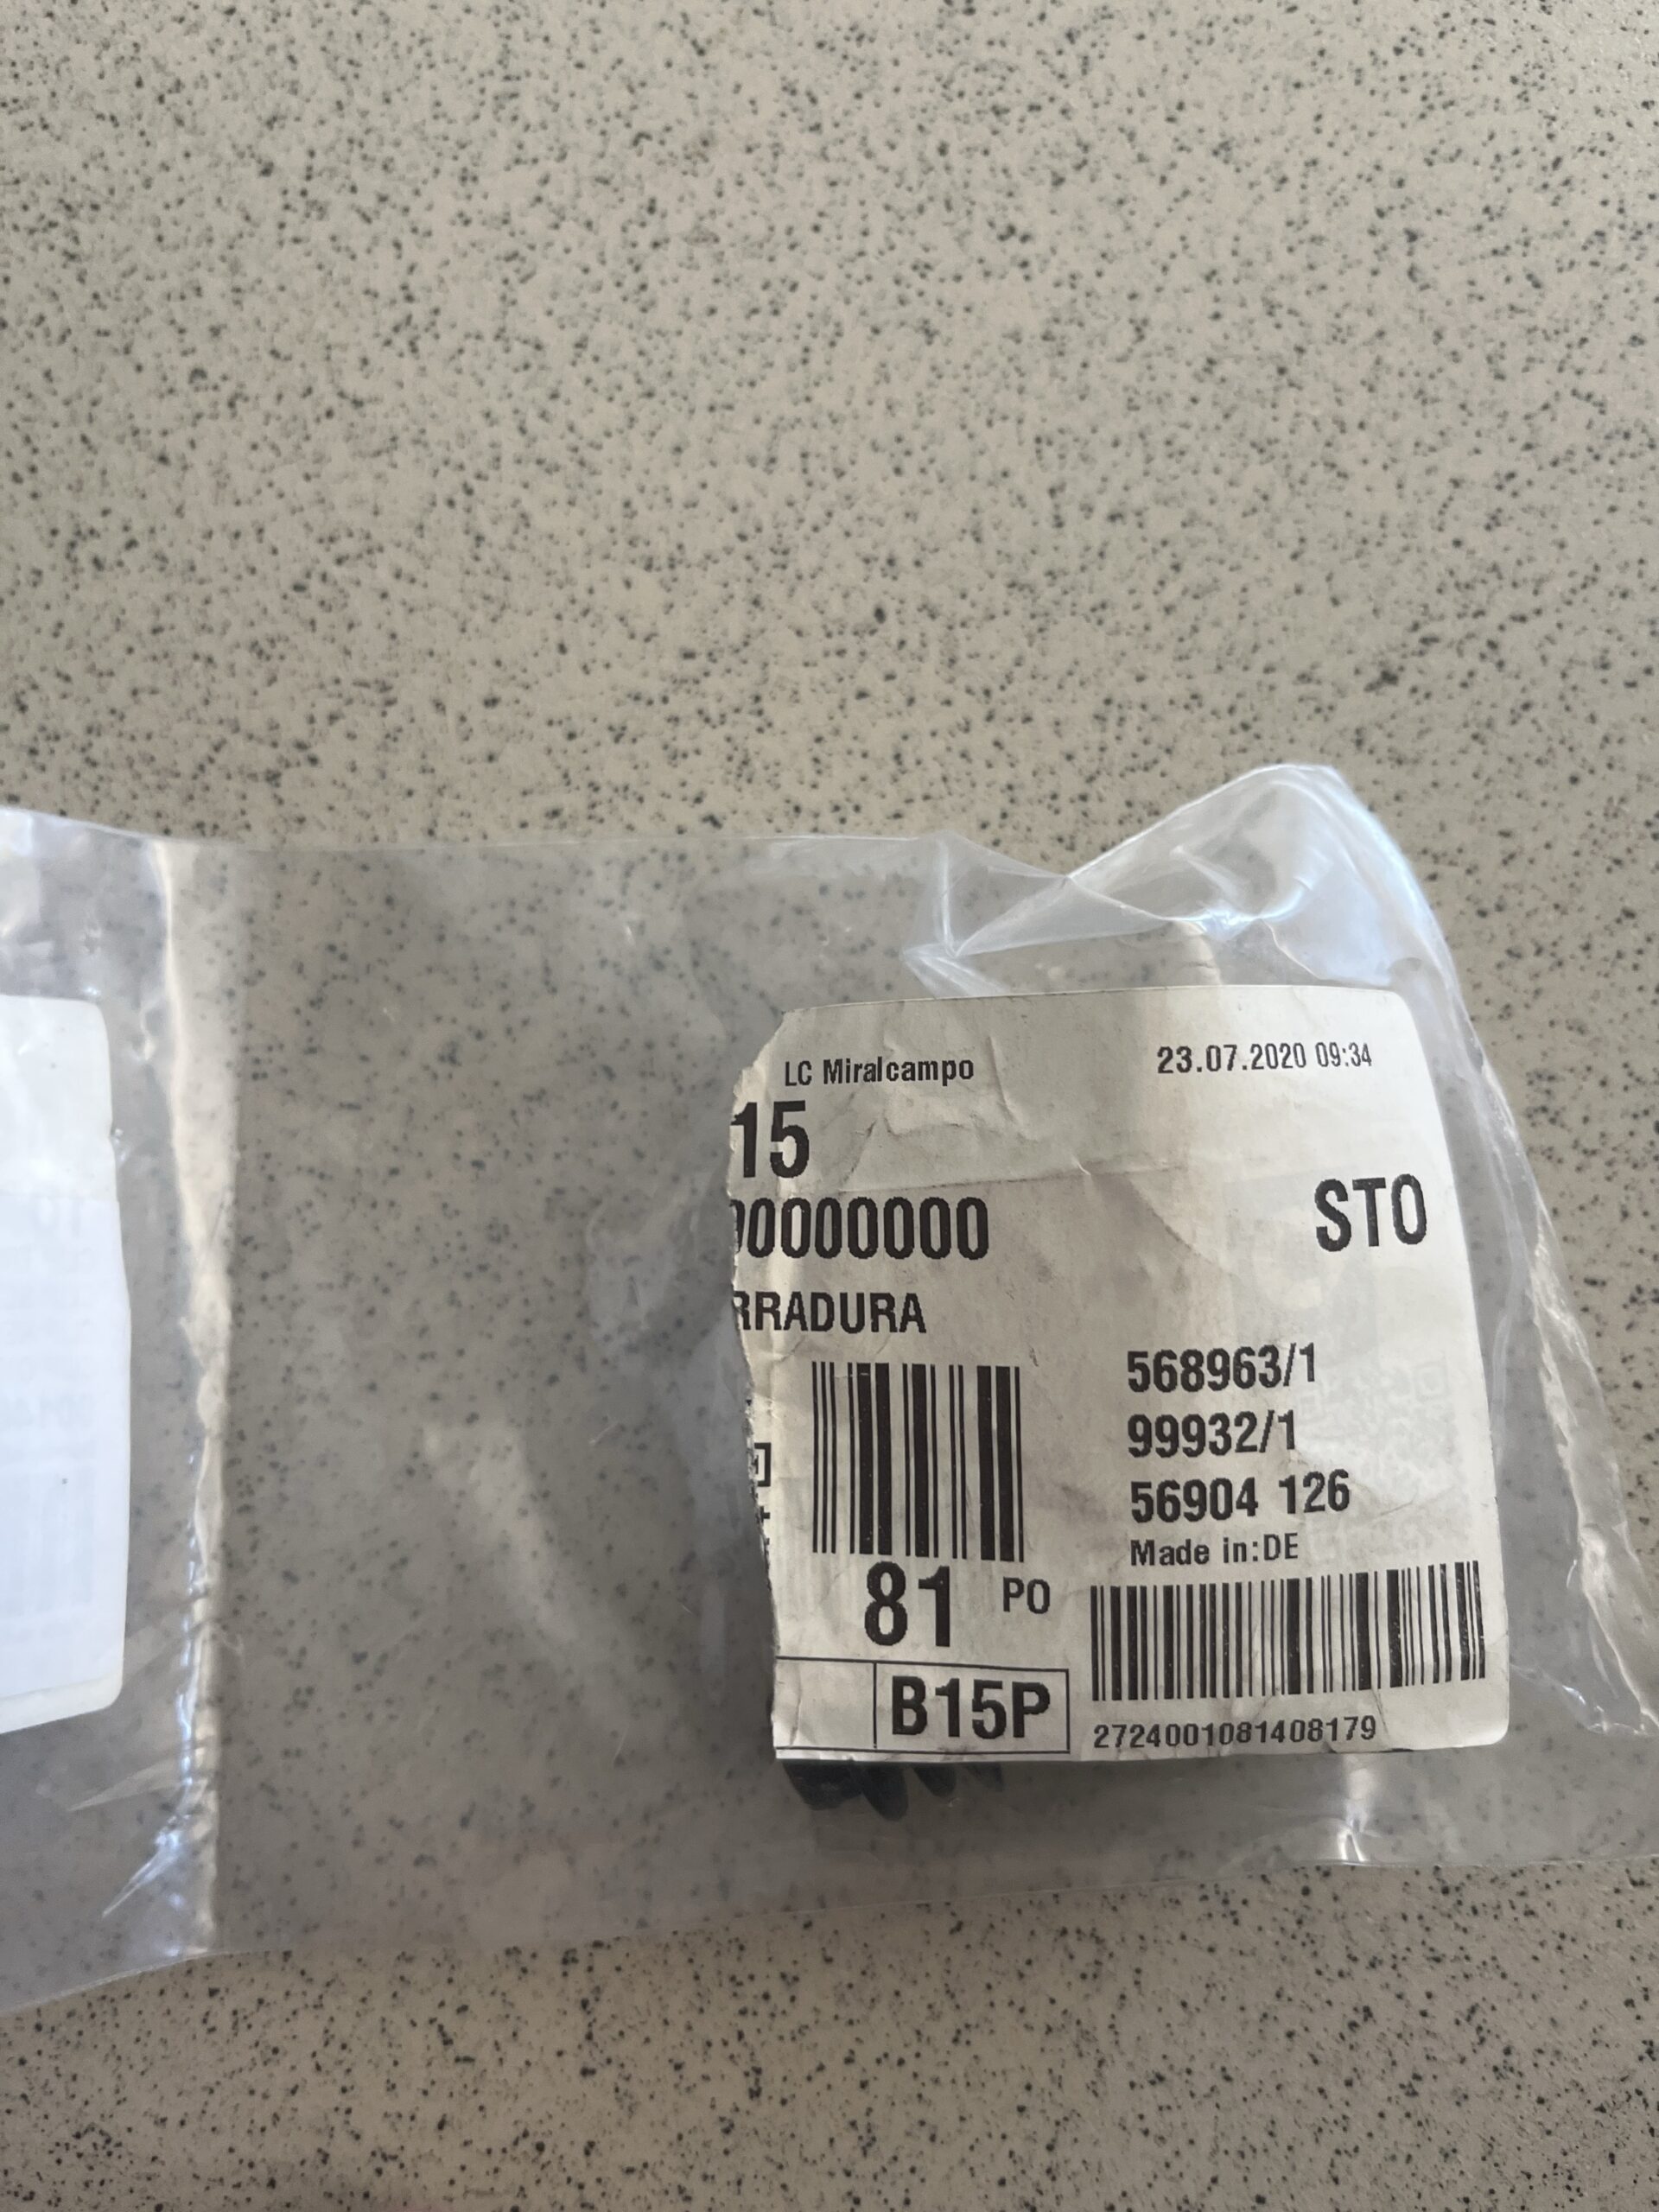 LC Miralcampo 23.07.2020 09:34
15
00000000 STO
RRADURA
568963/1
99932/1
56904 126
Made in:DE
81 PO
B15P
2724001081408179